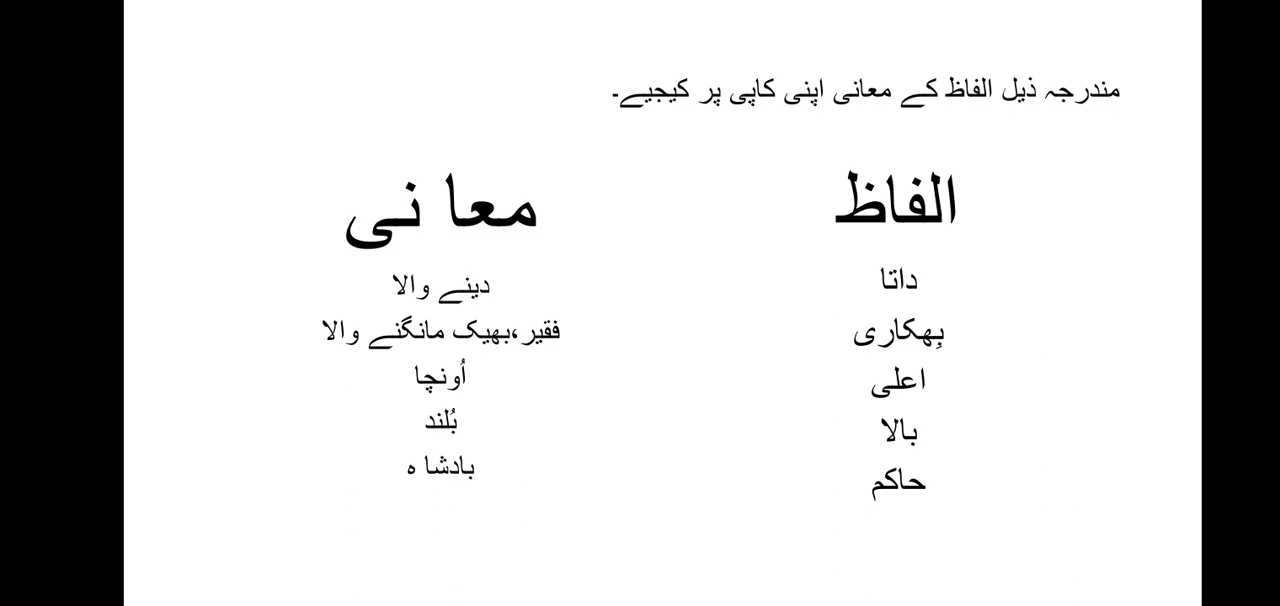 مندرجہ ذیل الفاظ کے معانی اپنی کاپی پر کیجیے۔
الفاظ معا نی
داتا دینے والا
بِھکاری فقیر،بھیک مانگنے والا
اعلی اُونچا
بالا بُلند
حاکم بادشا ہ